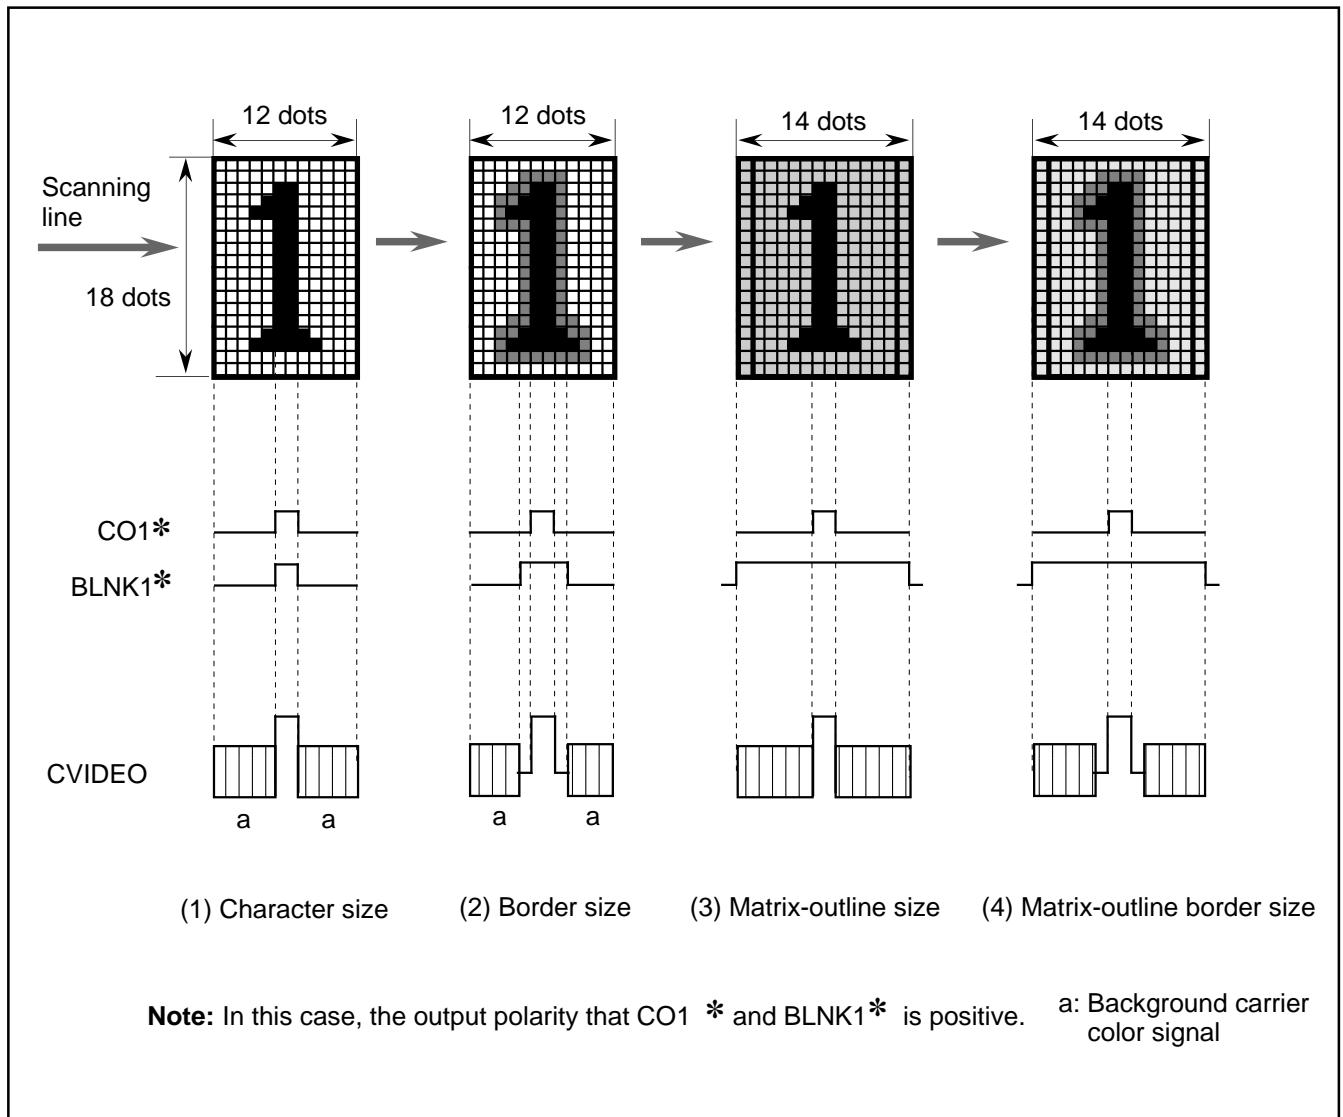 12 dots
12 dots
14 dots
14 dots
Scanning
line
18 dots
CO1*
BLNK1*
CVIDEO
a
a
a
a
(1) Character size
(2) Border size
(3) Matrix-outline size
(4) Matrix-outline border size
Note: In this case, the output polarity that CO1 * and BLNK1* is positive.
a: Background carrier
color signal